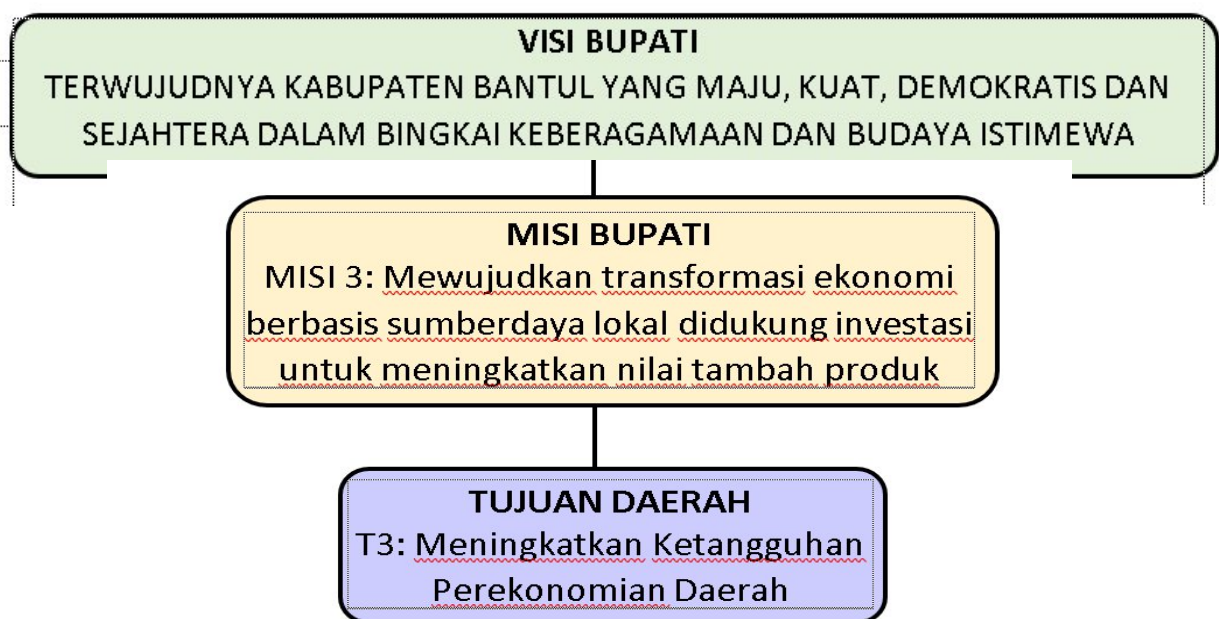 VISI BUPATI
TERWUJUDNYA KABUPATEN BANTUL YANG MAJU, KUAT, DEMOKRATIS DAN
SEJAHTERA DALAM BINGKAI KEBERAGAMAAN DAN BUDAYA ISTIMEWA
MISI BUPATI
MISI 3: Mewujudkan transformasi ekonomi
berbasis sumberdaya lokal didukung investasi
untuk meningkatkan nilai tambah produk
TUJUAN DAERAH
T3: Meningkatkan Ketangguhan
Perekonomian Daerah